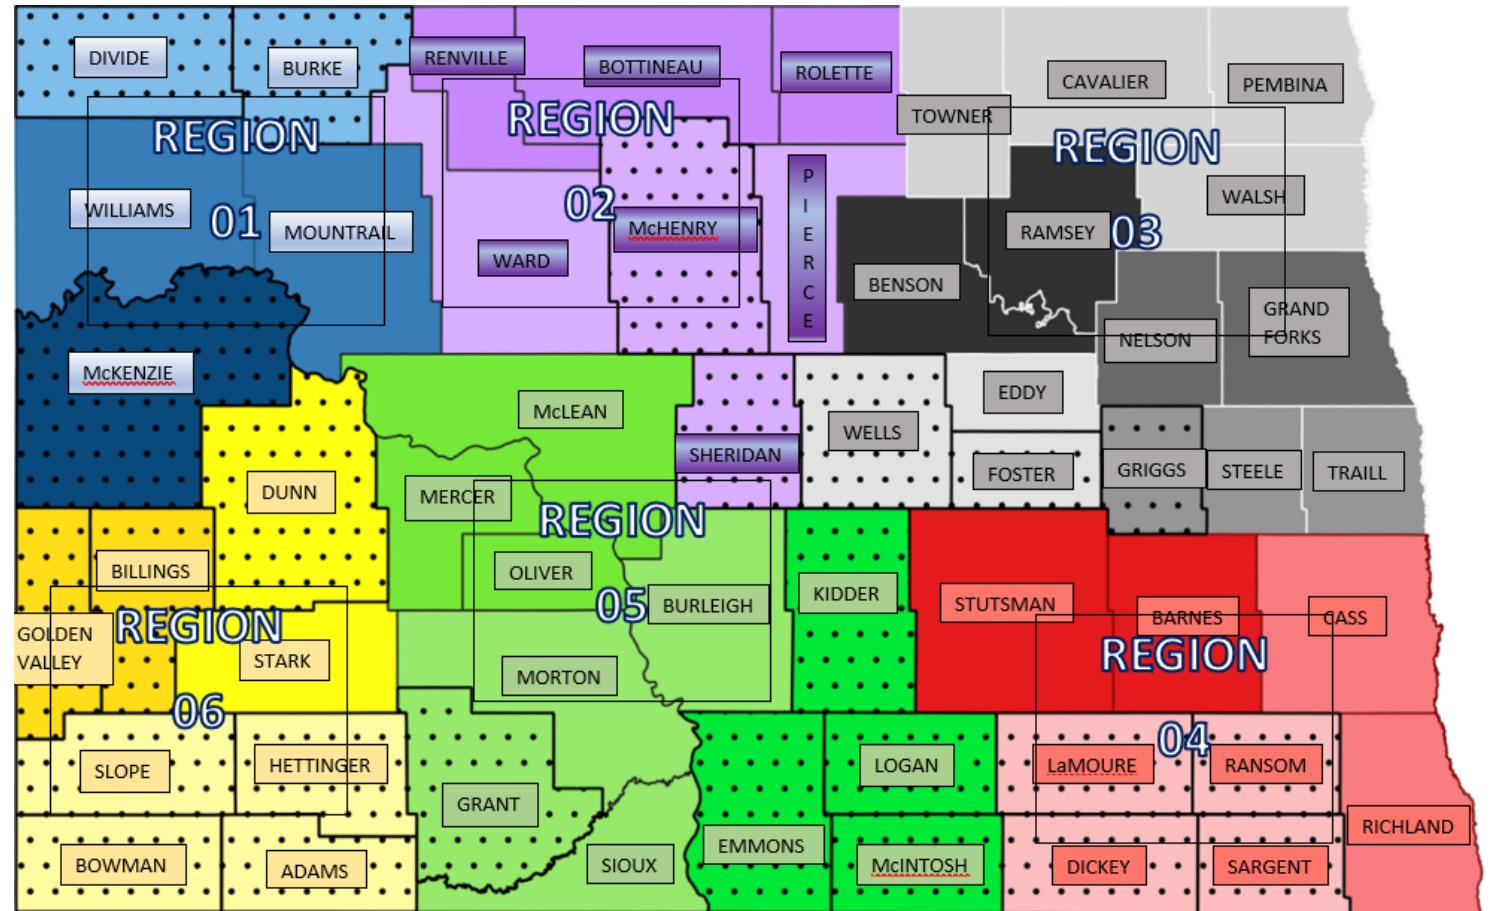 DIVIDE
BURKE
RENVILLE
BOTTINEAU
ROLETTE
TOWNER
CAVALIER
PEMBINA
REGION
01
WILLIAMS
MOUNTRAIL
REGION
02
WARD
McHENRY
P
I
E
R
C
E
REGION
03
WALSH
RAMSEY
BENSON
NELSON
GRAND
FORKS
McKENZIE
McLEAN
SHERIDAN
WELLS
EDDY
FOSTER
GRIGGS
STEELE
TRAILL
DUNN
MERCER
REGION
05
OLIVER
BURLEIGH
KIDDER
STUTSMAN
BARNES
CASS
REGION
04
BILLINGS
GOLDEN
VALLEY
REGION
06
STARK
MORTON
SLOPE
HETTINGER
GRANT
LOGAN
LaMOURE
RANSOM
RICHLAND
BOWMAN
ADAMS
SIOUX
EMMONS
McINTOSH
DICKEY
SARGENT